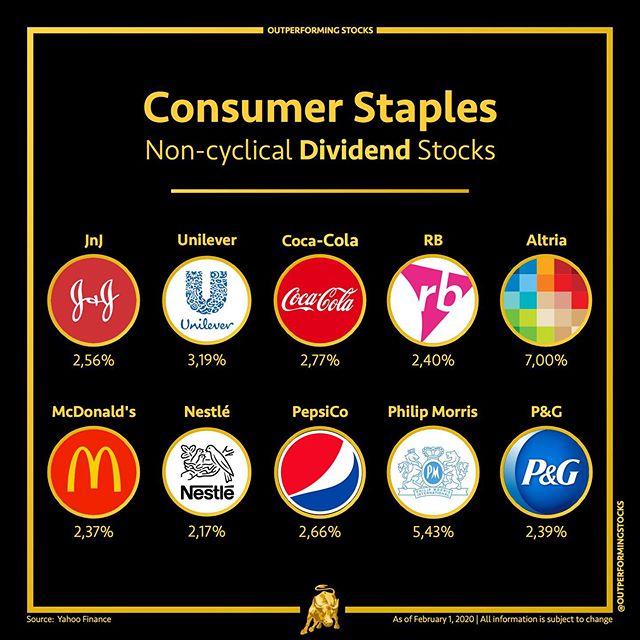 OUTPERFORMING STOCKS
Consumer Staples
Non-cyclical Dividend Stocks
JnJ
Unilever
Coca-Cola
RB
Altria
J&J
Unilever
Coca-Cola
rb
2,56%
3,19%
2,77%
2,40%
7,00%
McDonald's
Nestlé
PepsiCo
Philip Morris
P&G
Nestlē
PM
P&G
2,37%
2,17%
2,66%
5,43%
2,39%
@OUTPERFORMINGSTOCKS
Source: Yahoo Finance
As of February 1, 2020 | All information is subject to change